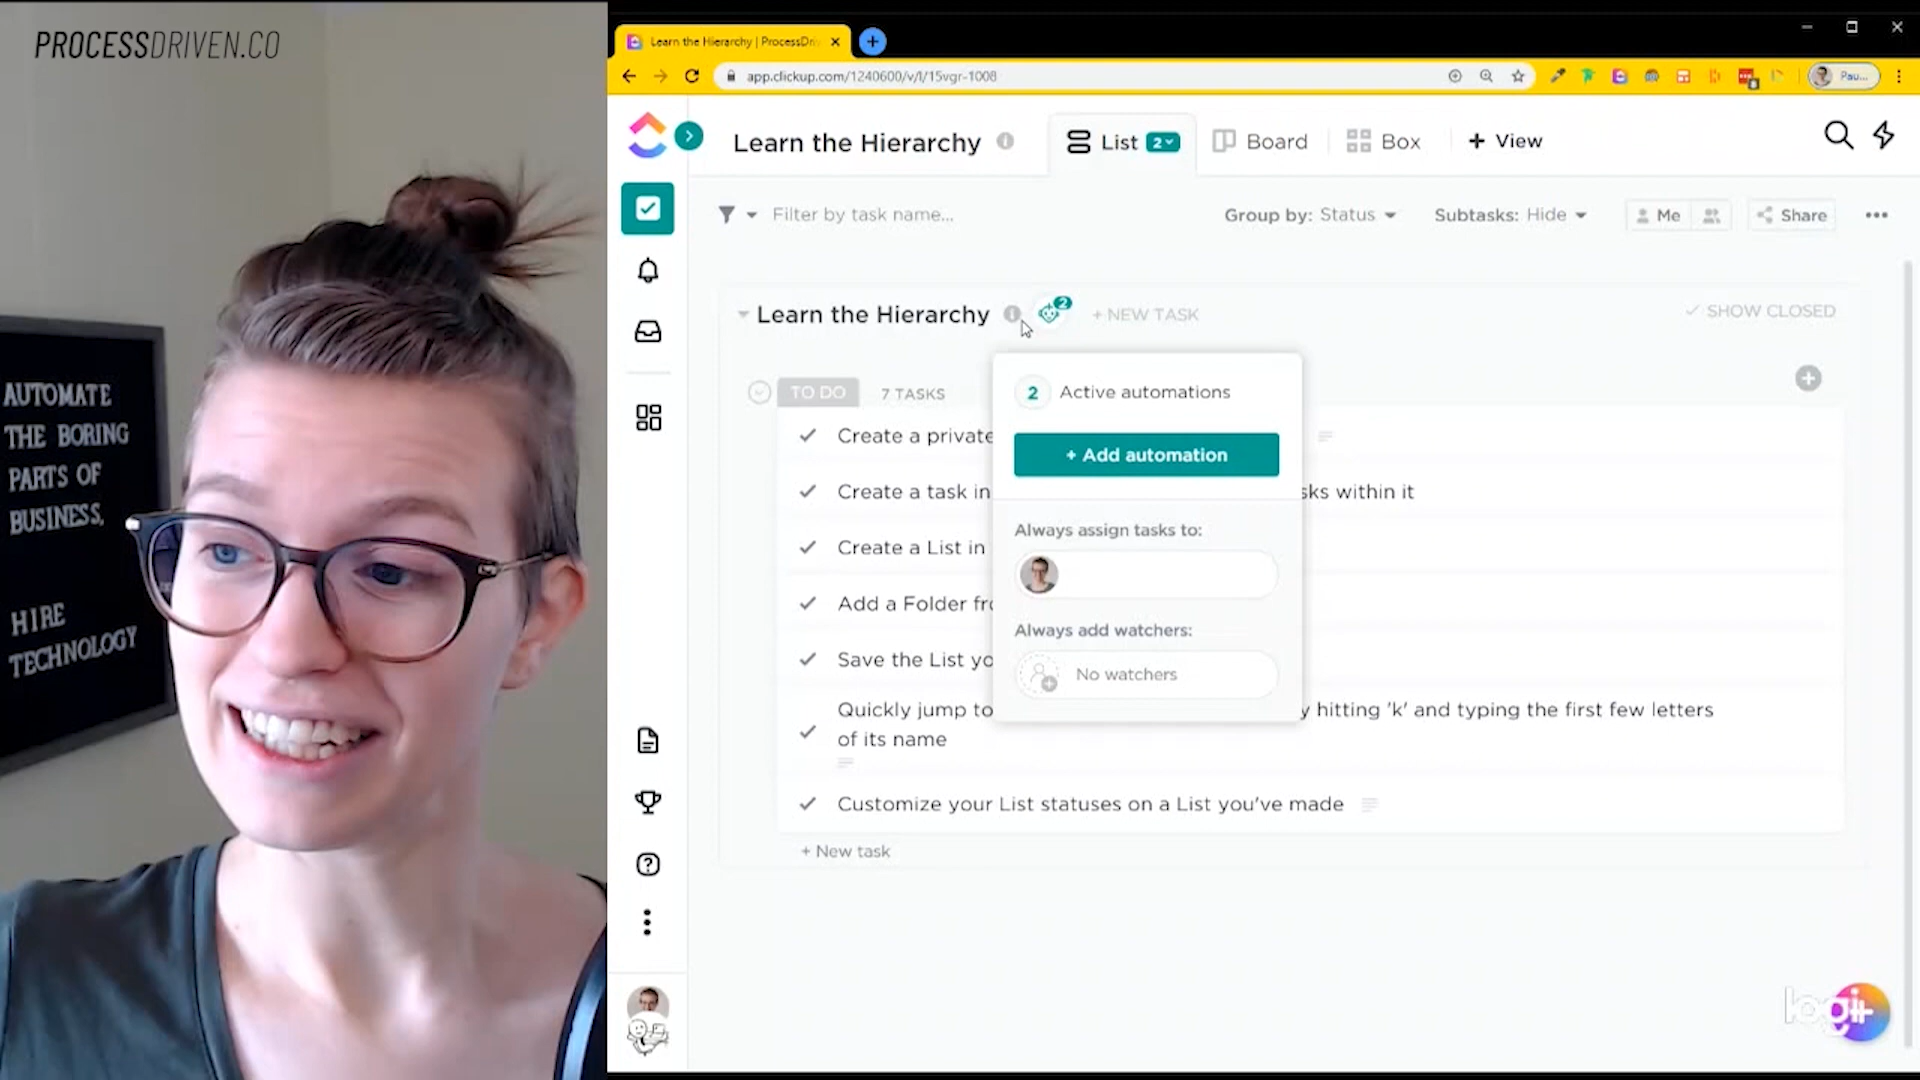 PROCESSDRIVEN.CO
AUTOMATE
THE BORING
PARTS OF
BUSINESS,
HIRE
TECHNOLOGY
Learn the Hierarchy | ProcessDri
app.clickup.com/1240600/v/l/15vgr-1008
Pau...
Learn the Hierarchy
List 2
Board
Box
+ View
Filter by task name...
Group by: Status
Subtasks: Hide
Me
Share
Learn the Hierarchy
2
+ NEW TASK
SHOW CLOSED
TO DO
7 TASKS
2 Active automations
+ Add automation
Always assign tasks to:
Always add watchers:
No watchers
Create a private
Create a task in
sks within it
Create a List in
Add a Folder fro
Save the List yo
Quickly jump to
y hitting 'k' and typing the first few letters
of its name
Customize your List statuses on a List you've made
+ New task
logit